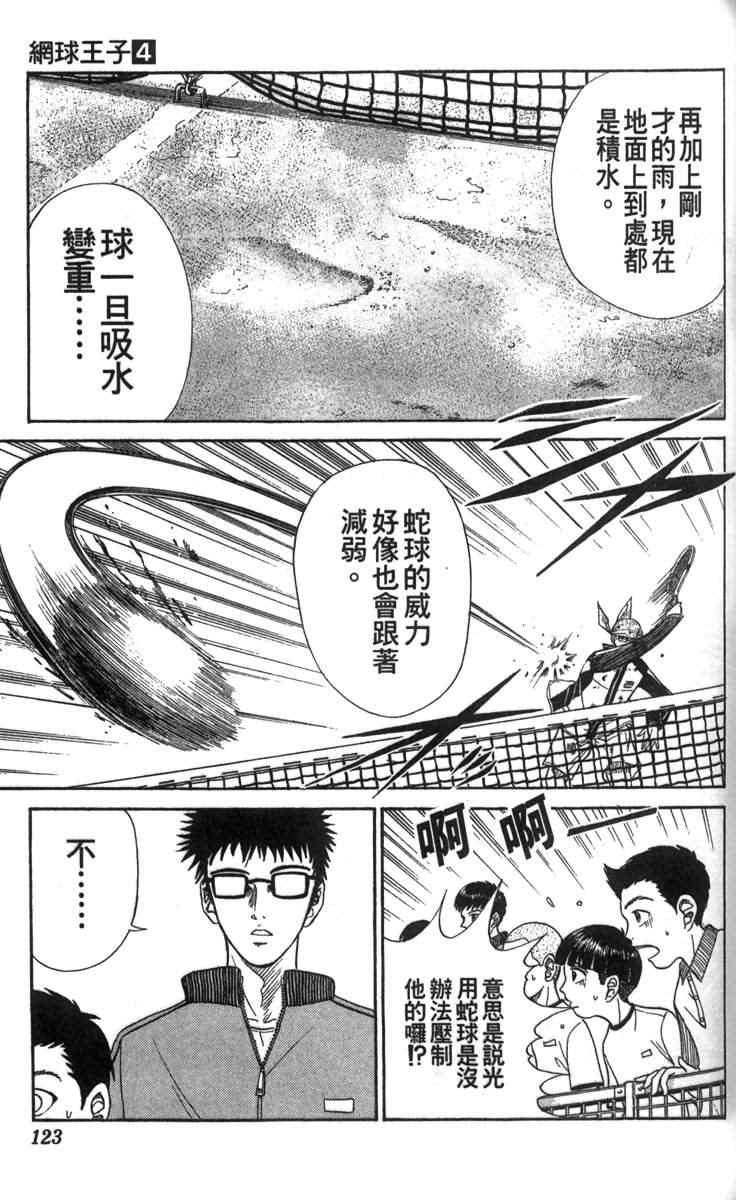 網球王子4
再加上剛
才的雨，現在
地面上到處都
是積水。
球一旦吸水
變重……
蛇球的威力
好像也會跟著
減弱。
啊啊—
意思是説光
用蛇球是沒
辦法壓制
他的囉!?
不……
123